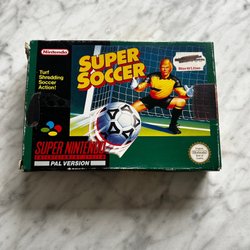 Nintendo
SUPER
SOCCER
Turf
Shredding
Soccer
Action!
SUPER NINTENDO
ENTERTAINMENT SYSTEM
PAL VERSION